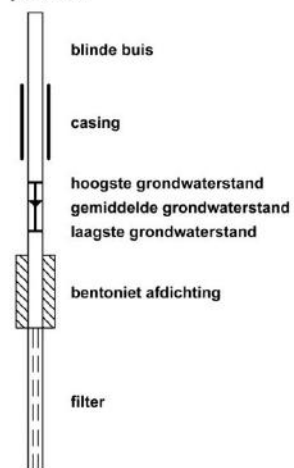 blinde buis
casing
hoogste grondwaterstand
gemiddelde grondwaterstand
laagste grondwaterstand
bentoniet afdichting
filter